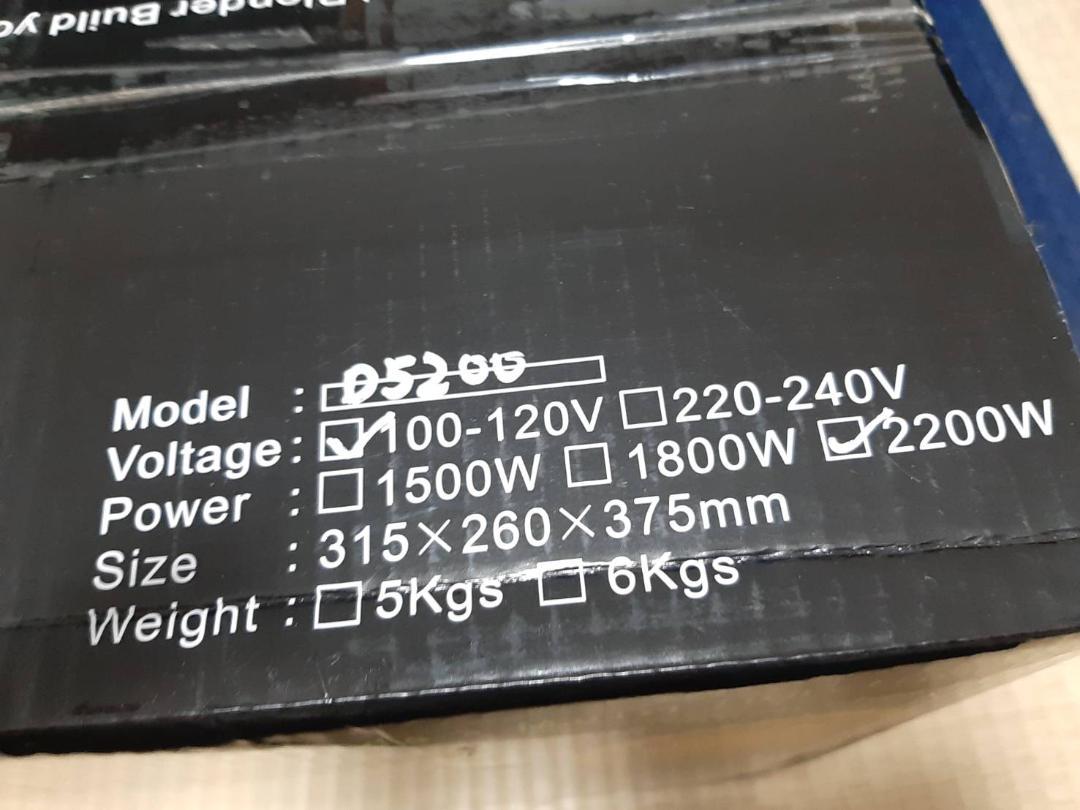 Blender Build yo
Model : D5200
Voltage : ☑ 100-120V ☐ 220-240V
Power : ☐ 1500W ☐ 1800W ☑ 2200W
Size : 315×260×375mm
Weight : ☐ 5Kgs ☐ 6Kgs